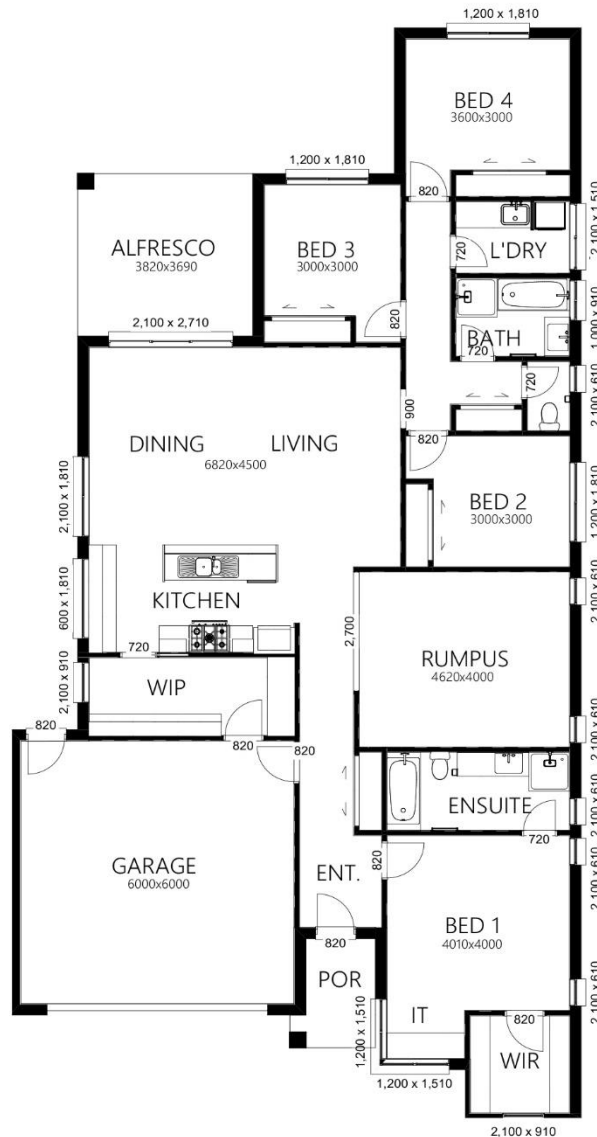 1,200 x 1,810
BED 4
3600x3000
820
1,200 x 1,810
2,100 x 1,510
L'DRY
720
ALFRESCO
3820x3690
BED 3
3000x3000
820
1,000 x 910
2,100 x 2,710
BATH
720
2,100 x 610
720
900
820
DINING
LIVING
6820x4500
2,100 x 1,810
BED 2
3000x3000
1,200 x 1,810
600 x 1,810
KITCHEN
720
2,100 x 610
2,700
RUMPUS
4620x4000
2,100 x 910
WIP
820
820
820
2,100 x 610
ENSUITE
720
2,100 x 610
GARAGE
6000x6000
ENT.
820
820
2,100 x 610
BED 1
4010x4000
POR
2,100 x 610
1,200 x 1,510
IT
820
WIR
1,200 x 1,510
2,100 x 910